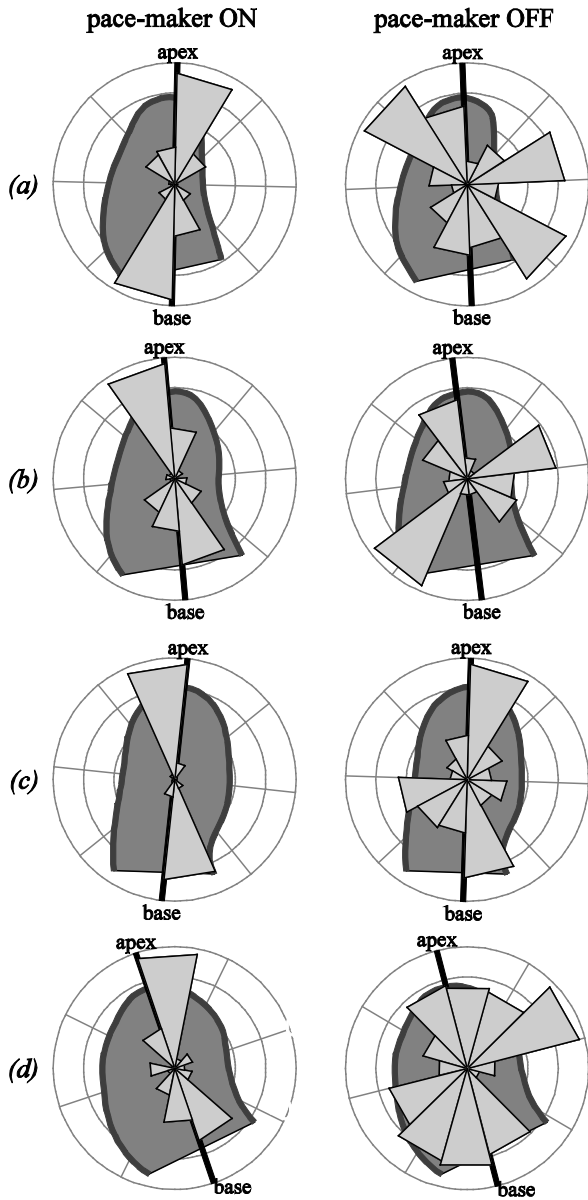 pace-maker ON pace-maker OFF
apex apex
(a)
base base
apex apex
(b)
base base
apex apex
(c)
base base
apex apex
(d)
base base